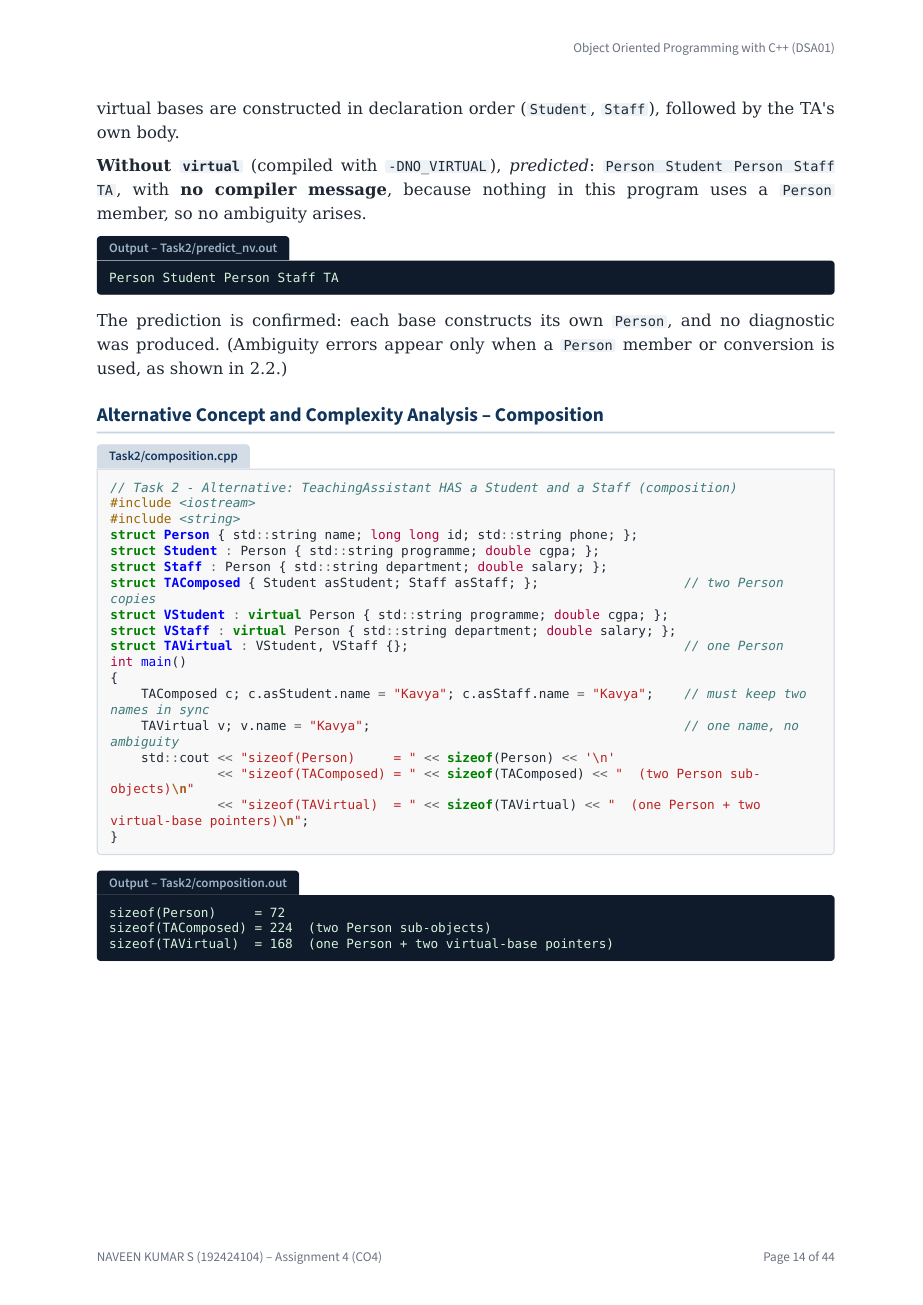 Object Oriented Programming with C++ (DSA01)
virtual bases are constructed in declaration order (Student, Staff), followed by the TA's
own body.
Without virtual (compiled with -DNO_VIRTUAL), predicted: Person Student Person Staff
TA, with no compiler message, because nothing in this program uses a Person
member, so no ambiguity arises.
Output – Task2/predict_nv.out
Person Student Person Staff TA
The prediction is confirmed: each base constructs its own Person, and no diagnostic
was produced. (Ambiguity errors appear only when a Person member or conversion is
used, as shown in 2.2.)
Alternative Concept and Complexity Analysis – Composition
Task2/composition.cpp
// Task 2 - Alternative: TeachingAssistant HAS a Student and a Staff (composition)
#include <iostream>
#include <string>
struct Person { std::string name; long long id; std::string phone; };
struct Student : Person { std::string programme; double cgpa; };
struct Staff : Person { std::string department; double salary; };
struct TAComposed { Student asStudent; Staff asStaff; };                   // two Person
copies
struct VStudent : virtual Person { std::string programme; double cgpa; };
struct VStaff : virtual Person { std::string department; double salary; };
struct TAVirtual : VStudent, VStaff {};                                    // one Person
int main()
{
    TAComposed c; c.asStudent.name = "Kavya"; c.asStaff.name = "Kavya";    // must keep two
names in sync
    TAVirtual v; v.name = "Kavya";                                         // one name, no
ambiguity
    std::cout << "sizeof(Person)     = " << sizeof(Person) << '\n'
              << "sizeof(TAComposed) = " << sizeof(TAComposed) << "  (two Person sub-
objects)\n"
              << "sizeof(TAVirtual)  = " << sizeof(TAVirtual) << "  (one Person + two
virtual-base pointers)\n";
}
Output – Task2/composition.out
sizeof(Person)     = 72
sizeof(TAComposed) = 224  (two Person sub-objects)
sizeof(TAVirtual)  = 168  (one Person + two virtual-base pointers)
NAVEEN KUMAR S (192424104) – Assignment 4 (CO4)
Page 14 of 44